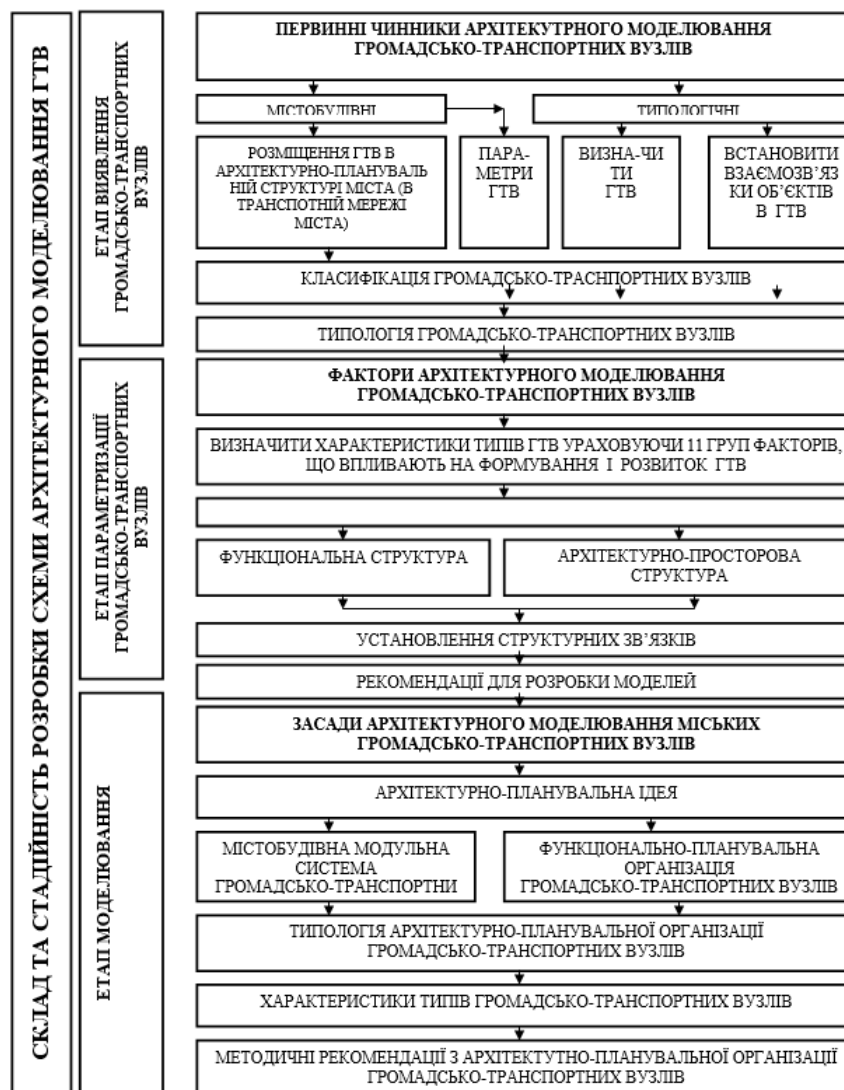 СКЛАД ТА СТАДІЙНІСТЬ РОЗРОБКИ СХЕМИ АРХІТЕКТУРНОГО МОДЕЛЮВАННЯ ГТВ
ЕТАП ВИЯВЛЕННЯ
ГРОМАДСЬКО-ТРАНСПОРТНИХ
ВУЗЛІВ
ПЕРВИННІ ЧИННИКИ АРХІТЕКУТРНОГО МОДЕЛЮВАННЯ
ГРОМАДСЬКО-ТРАНСПОРТНИХ ВУЗЛІВ
МІСТОБУДІВНІ
ТИПОЛОГІЧНІ
РОЗМІЩЕННЯ ГТВ В
АРХІТЕКТУРНО-ПЛАНУВАЛЬ
НІЙ СТРУКТУРІ МІСТА (В
ТРАНСПОТНІЙ МЕРЕЖІ
МІСТА)
ПАРА-
МЕТРИ
ГТВ
ВИЗНА-ЧИ
ТИ
ГТВ
ВСТАНОВИТИ
ВЗАЄМОЗВ’ЯЗ
КИ ОБ’ЄКТІВ
В ГТВ
КЛАСИФІКАЦІЯ ГРОМАДСЬКО-ТРАСНПОРТНИХ ВУЗЛІВ
ТИПОЛОГІЯ ГРОМАДСЬКО-ТРАНСПОРТНИХ ВУЗЛІВ
ЕТАП ПАРАМЕТРИЗАЦІЇ
ГРОМАДСЬКО-ТРАНСПОРТНИХ
ВУЗЛІВ
ФАКТОРИ АРХІТЕКТУРНОГО МОДЕЛЮВАННЯ
ГРОМАДСЬКО-ТРАНСПОРТНИХ ВУЗЛІВ
ВИЗНАЧИТИ ХАРАКТЕРИСТИКИ ТИПІВ ГТВ УРАХОВУЮЧИ 11 ГРУП ФАКТОРІВ,
ЩО ВПЛИВАЮТЬ НА ФОРМУВАННЯ І РОЗВИТОК ГТВ
ФУНКЦІОНАЛЬНА СТРУКТУРА
АРХІТЕКТУРНО-ПРОСТОРОВА
СТРУКТУРА
УСТАНОВЛЕННЯ СТРУКТУРНИХ ЗВ’ЯЗКІВ
РЕКОМЕНДАЦІЇ ДЛЯ РОЗРОБКИ МОДЕЛЕЙ
ЕТАП МОДЕЛЮВАННЯ
ЗАСАДИ АРХІТЕКТУРНОГО МОДЕЛЮВАННЯ МІСЬКИХ
ГРОМАДСЬКО-ТРАНСПОРТНИХ ВУЗЛІВ
АРХІТЕКТУРНО-ПЛАНУВАЛЬНА ІДЕЯ
МІСТОБУДІВНА МОДУЛЬНА
СИСТЕМА
ГРОМАДСЬКО-ТРАНСПОРТНИ
ФУНКЦІОНАЛЬНО-ПЛАНУВАЛЬНА
ОРГАНІЗАЦІЯ
ГРОМАДСЬКО-ТРАНСПОРТНИХ ВУЗЛІВ
ТИПОЛОГІЯ АРХІТЕКТУРНО-ПЛАНУВАЛЬНОЇ ОРГАНІЗАЦІЇ
ГРОМАДСЬКО-ТРАНСПОРТНИХ ВУЗЛІВ
ХАРАКТЕРИСТИКИ ТИПІВ ГРОМАДСЬКО-ТРАНСПОРТНИХ ВУЗЛІВ
МЕТОДИЧНІ РЕКОМЕНДАЦІЇ З АРХІТЕКТУТНО-ПЛАНУВАЛЬНОЇ ОРГАНІЗАЦІЇ
ГРОМАДСЬКО-ТРАНСПОРТНИХ ВУЗЛІВ